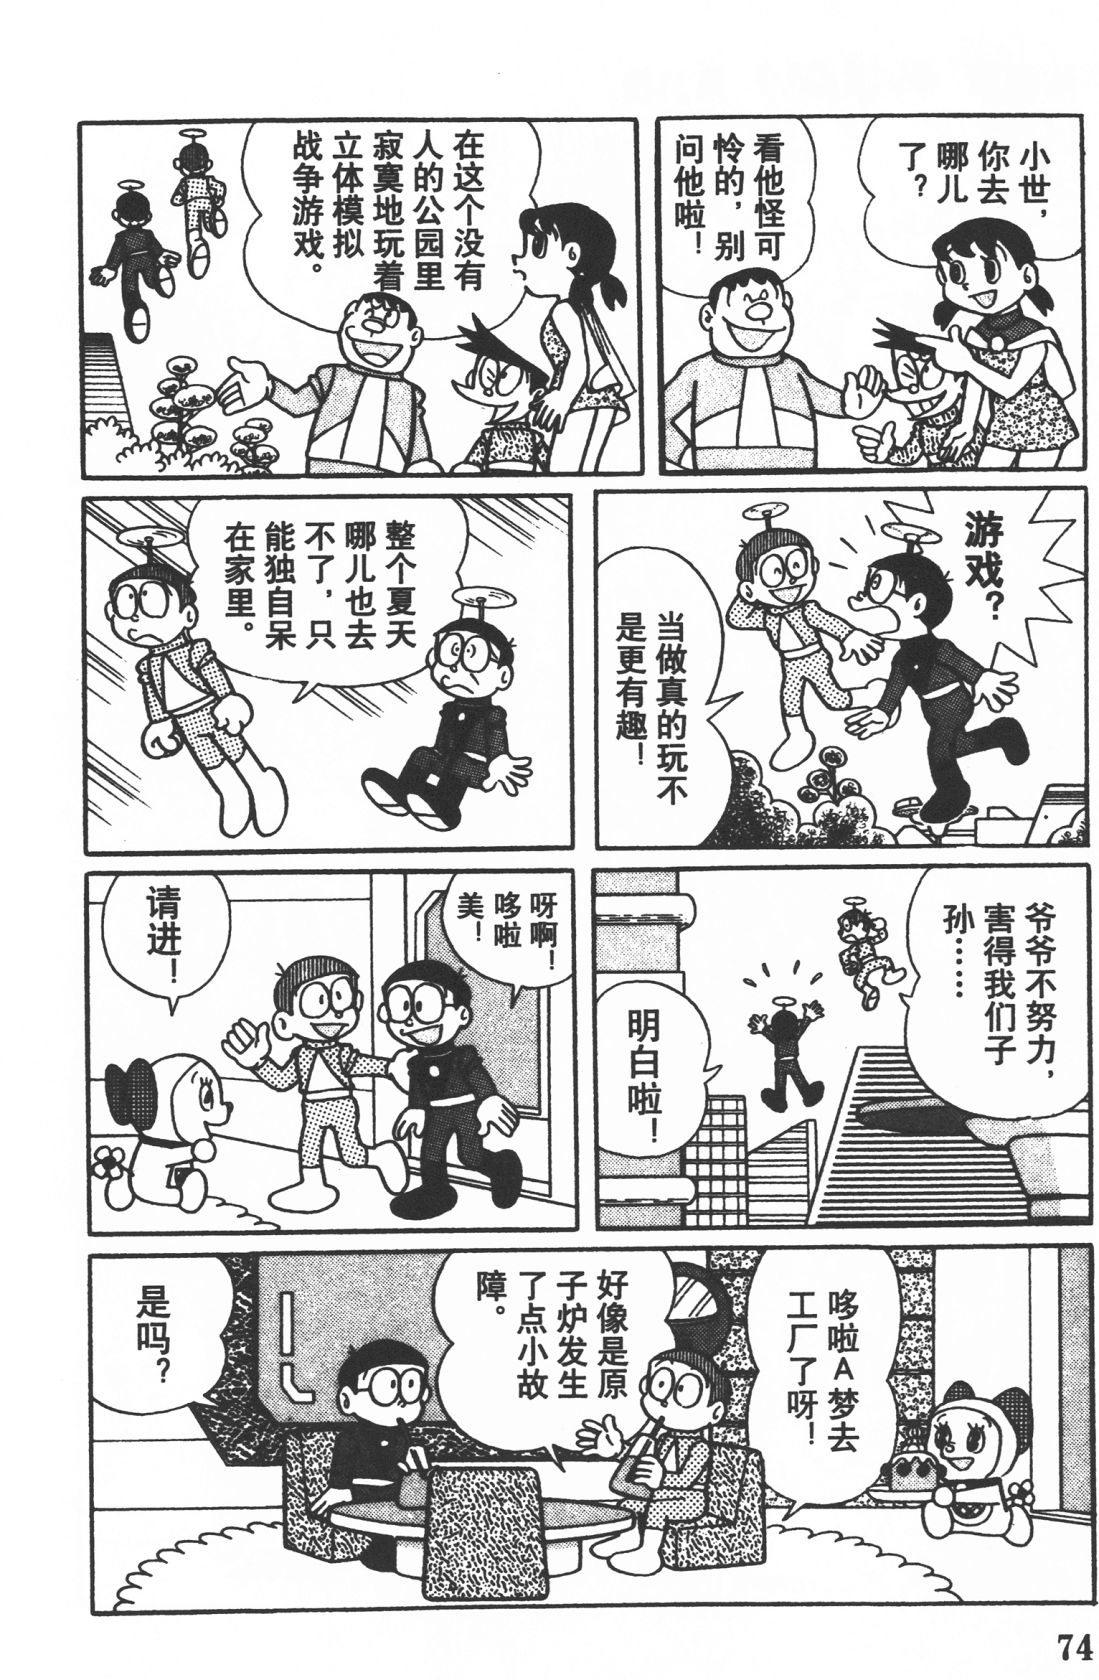 小世，
你去
哪儿
了？
看他怪可
怜的，别
问他啦！
在这个没有
人的公园里
寂寞地玩着
立体模拟
战争游戏。
游戏？
当做真的玩不
是更有趣！
整个夏天
哪儿也去
不了，只
能独自呆
在家里。
爷爷不努力，
害得我们子
孙……
明白啦！
呀啊！
哆啦
美！
请进！
哆啦A梦去
工厂了呀！
好像是原
子炉发生
了点小故
障。
是吗？
74